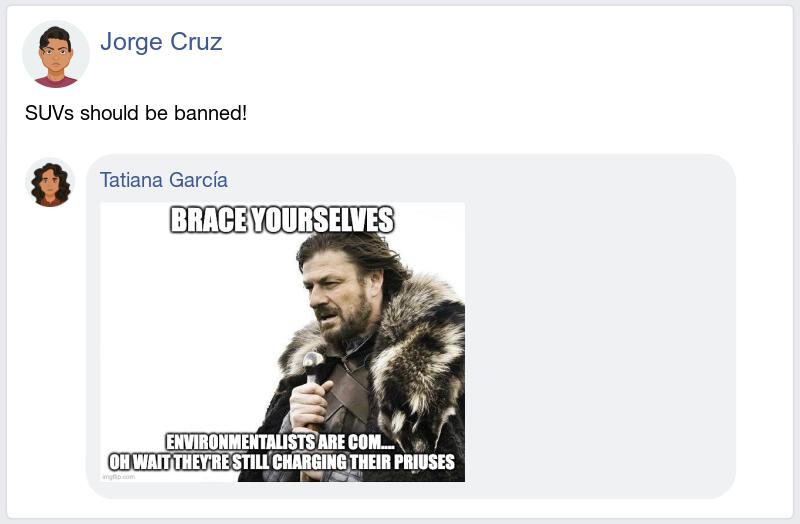 Jorge Cruz
SUVs should be banned!
Tatiana García
BRACE YOURSELVES
ENVIRONMENTALISTS ARE COM....
OH WAIT THEY'RE STILL CHARGING THEIR PRIUSES
imgflip.com